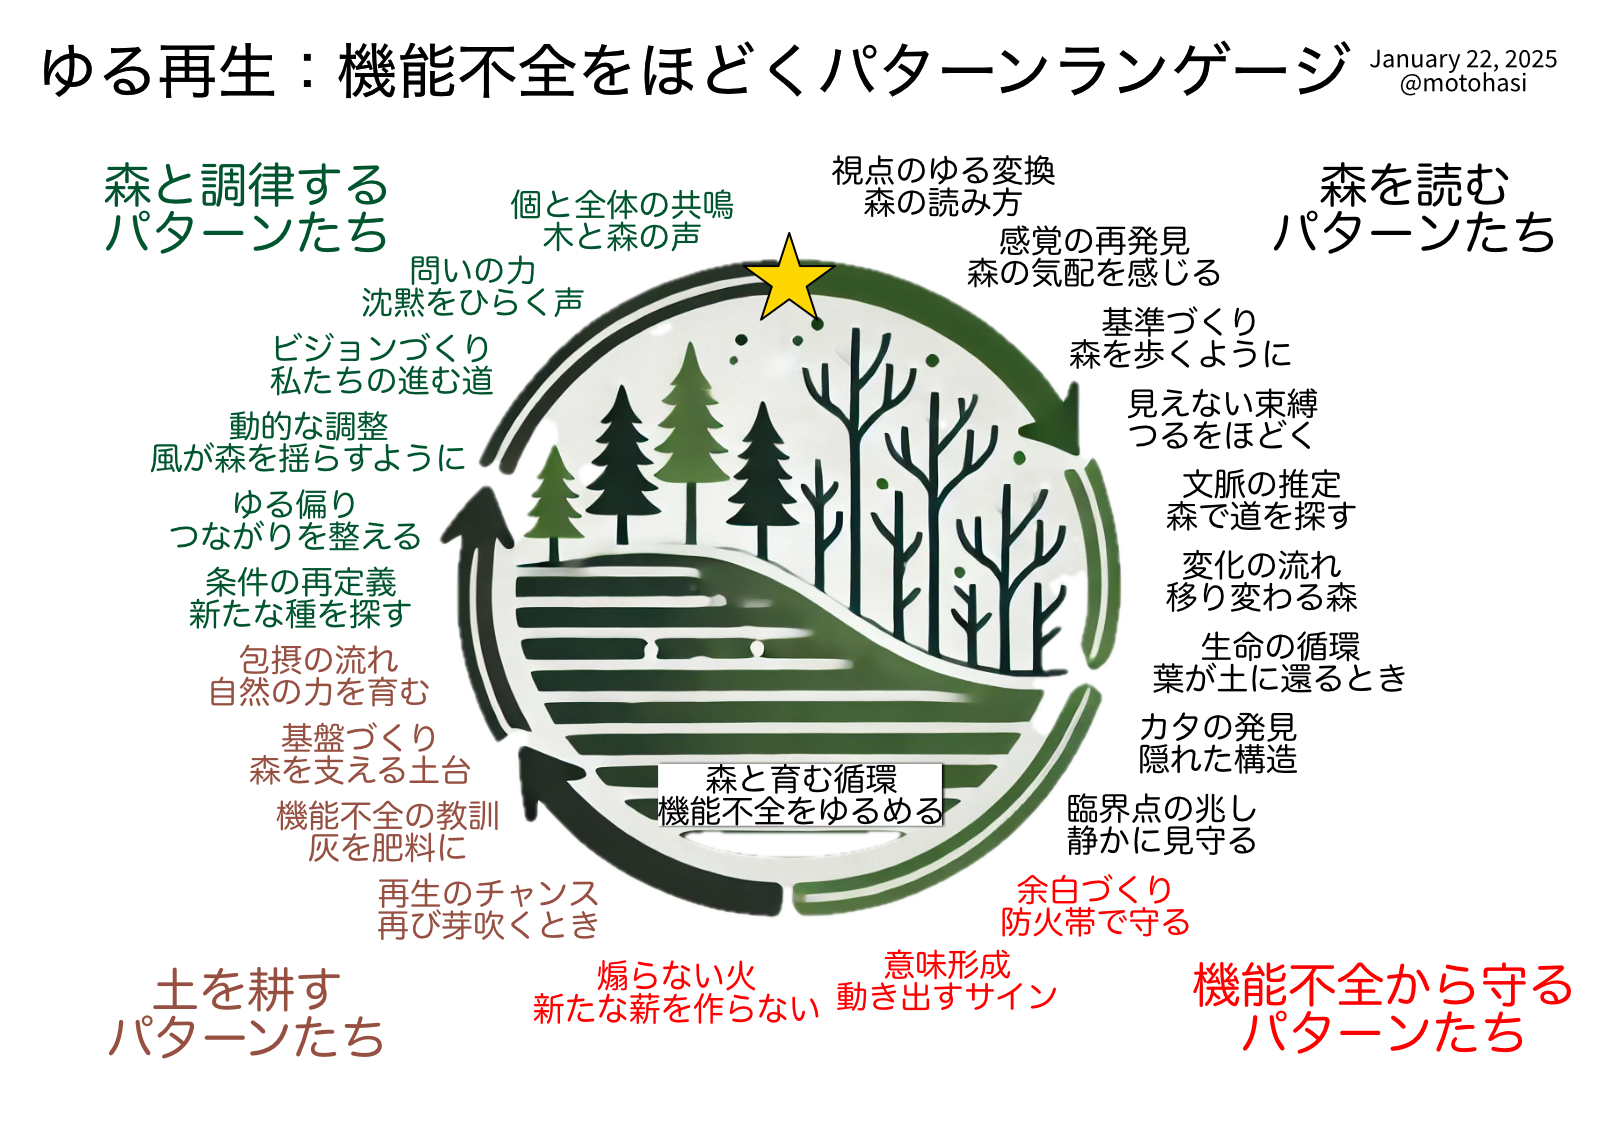 ゆる再生：機能不全をほどくパターンランゲージ
January 22, 2025
@motohasi
森と調律する
パターンたち
森を読む
パターンたち
視点のゆる変換
森の読み方
感覚の再発見
森の気配を感じる
基準づくり
森を歩くように
見えない束縛
つるをほどく
文脈の推定
森で道を探す
変化の流れ
移り変わる森
生命の循環
葉が土に還るとき
カタの発見
隠れた構造
臨界点の兆し
静かに見守る
余白づくり
防火帯で守る
意味形成
動き出すサイン
煽らない火
新たな薪を作らない
再生のチャンス
再び芽吹くとき
機能不全の教訓
灰を肥料に
基盤づくり
森を支える土台
包摂の流れ
自然の力を育む
条件の再定義
新たな種を探す
ゆる偏り
つながりを整える
動的な調整
風が森を揺らすように
ビジョンづくり
私たちの進む道
問いの力
沈黙をひらく声
個と全体の共鳴
木と森の声
森と育む循環
機能不全をゆるめる
土を耕す
パターンたち
機能不全から守る
パターンたち